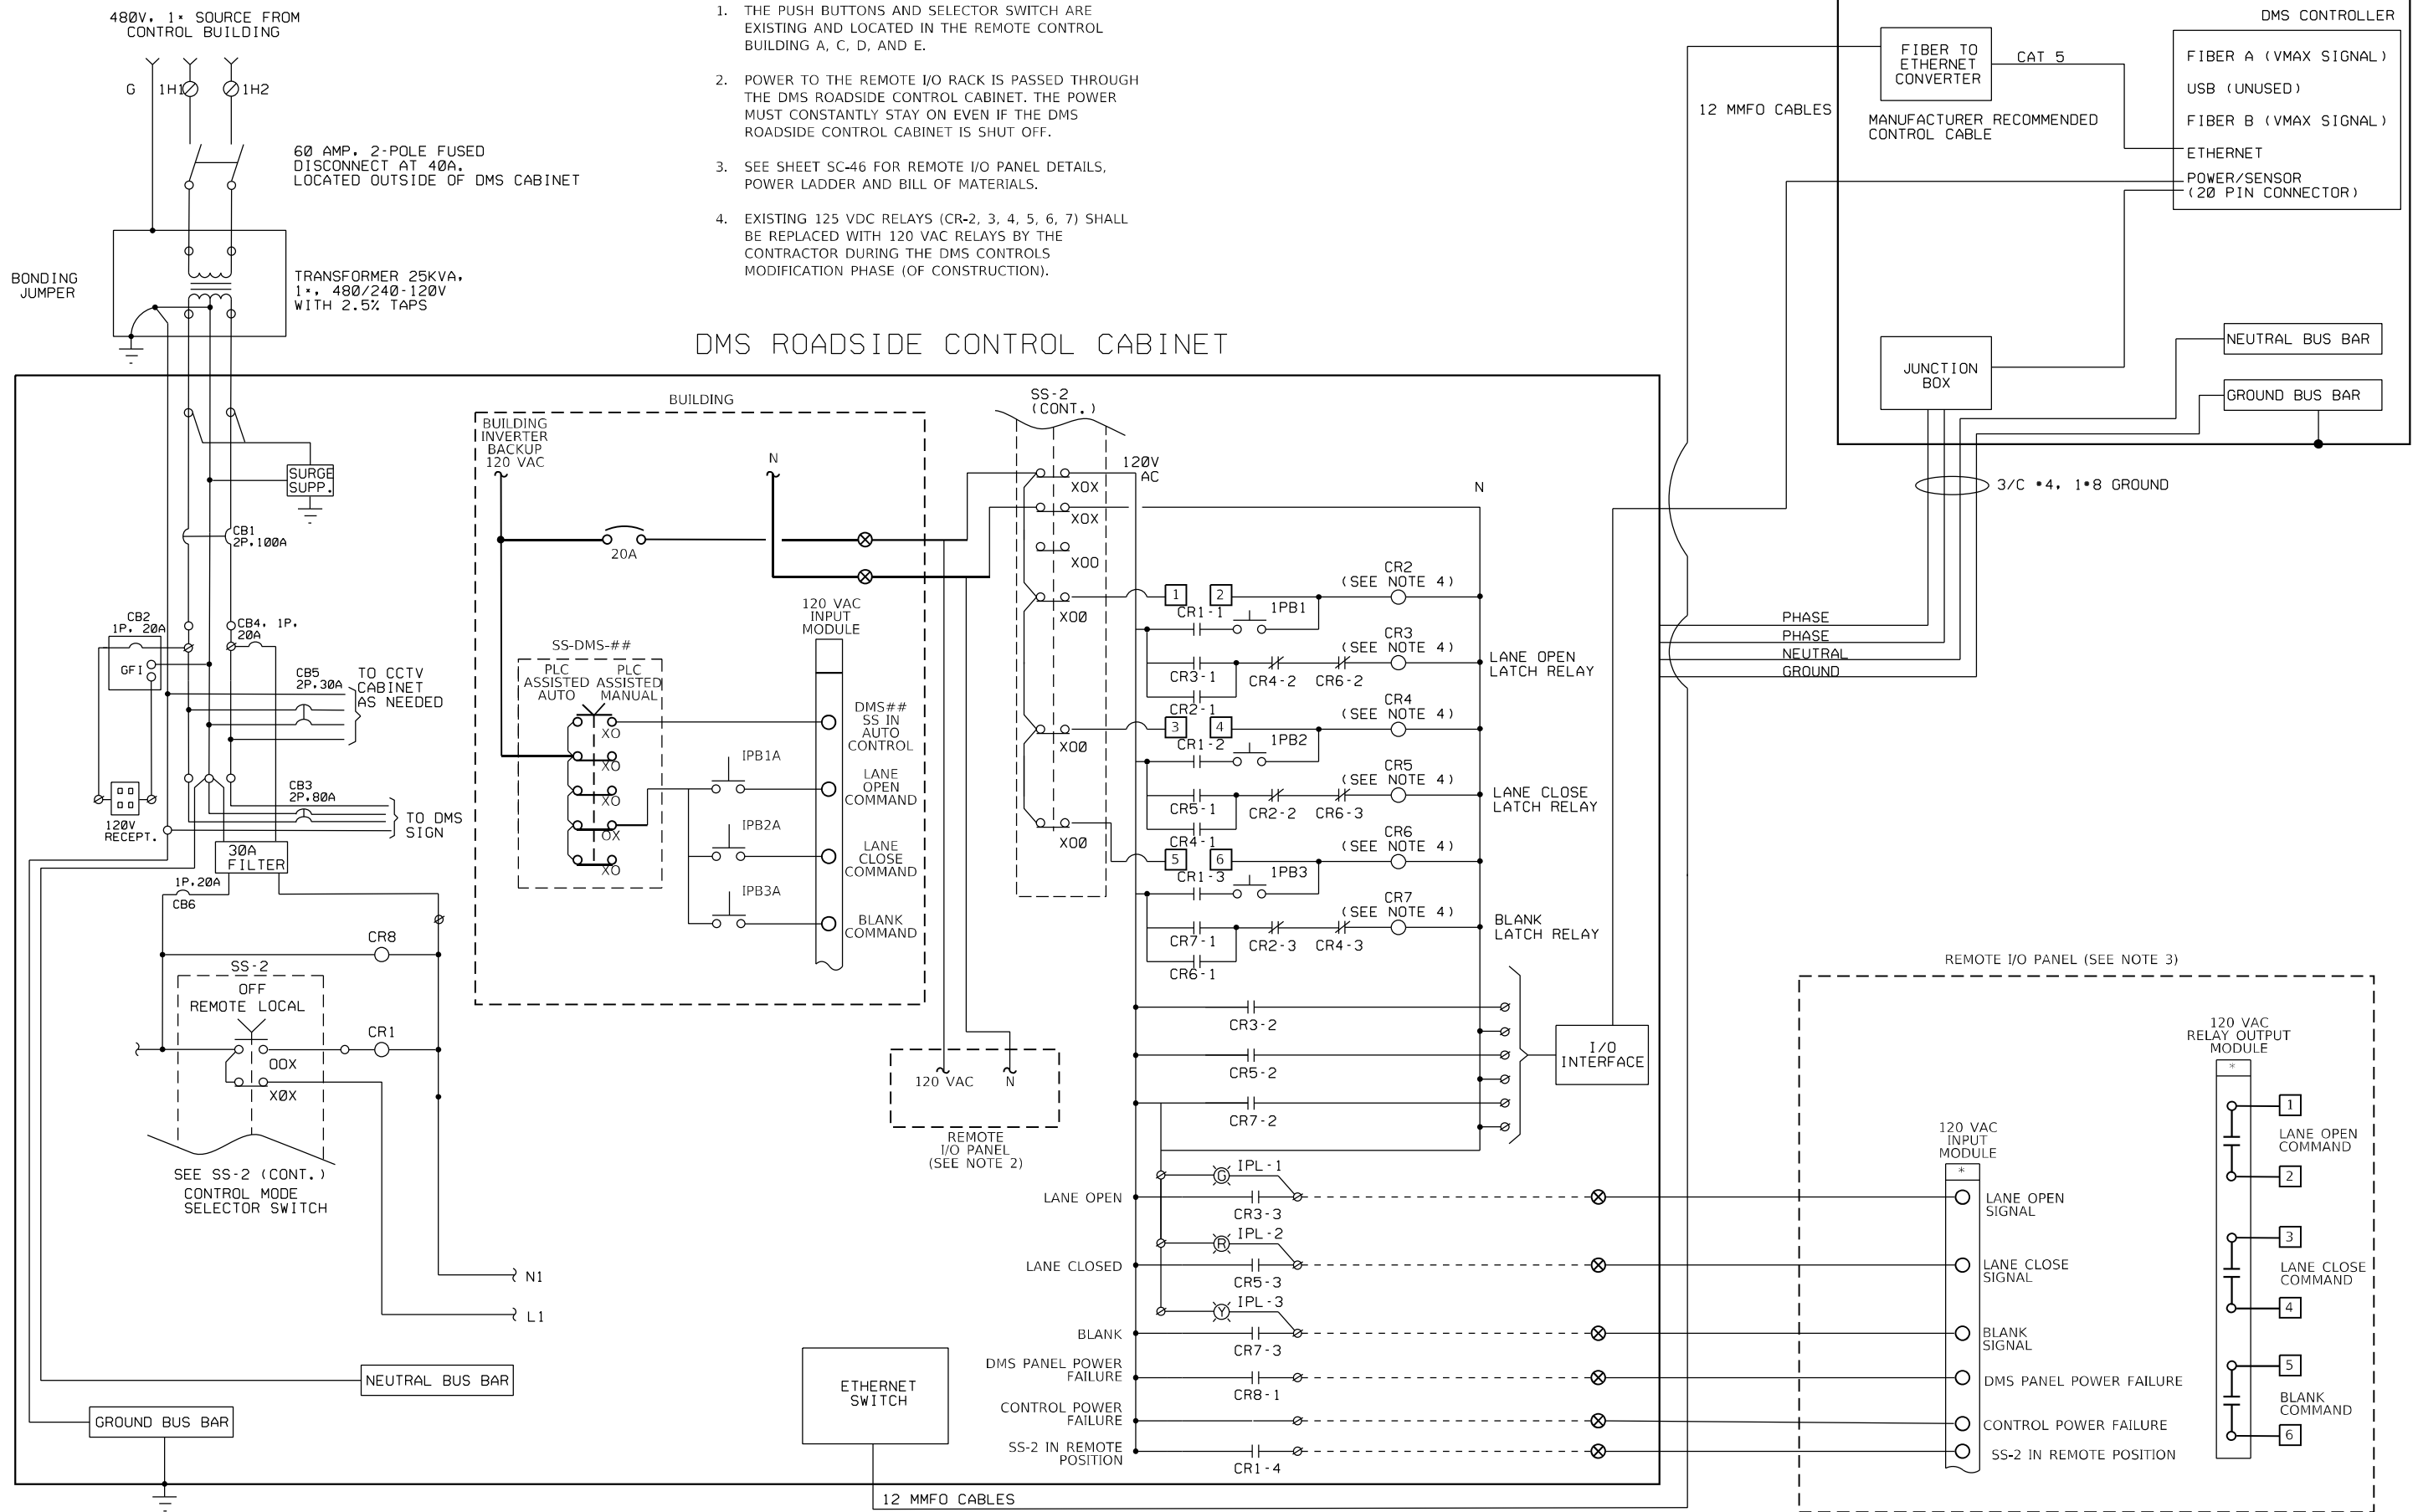 480V, 1* SOURCE FROM
CONTROL BUILDING
G
1H1
1H2
60 AMP, 2-POLE FUSED
DISCONNECT AT 40A,
LOCATED OUTSIDE OF DMS CABINET
BONDING
JUMPER
TRANSFORMER 25KVA,
1*, 480/240-120V
WITH 2.5% TAPS
1. THE PUSH BUTTONS AND SELECTOR SWITCH ARE
EXISTING AND LOCATED IN THE REMOTE CONTROL
BUILDING A, C, D, AND E.
2. POWER TO THE REMOTE I/O RACK IS PASSED THROUGH
THE DMS ROADSIDE CONTROL CABINET. THE POWER
MUST CONSTANTLY STAY ON EVEN IF THE DMS
ROADSIDE CONTROL CABINET IS SHUT OFF.
3. SEE SHEET SC-46 FOR REMOTE I/O PANEL DETAILS,
POWER LADDER AND BILL OF MATERIALS.
4. EXISTING 125 VDC RELAYS (CR-2, 3, 4, 5, 6, 7) SHALL
BE REPLACED WITH 120 VAC RELAYS BY THE
CONTRACTOR DURING THE DMS CONTROLS
MODIFICATION PHASE (OF CONSTRUCTION).
DMS CONTROLLER
FIBER TO
ETHERNET
CONVERTER
CAT 5
FIBER A (VMAX SIGNAL)
USB (UNUSED)
FIBER B (VMAX SIGNAL)
ETHERNET
POWER/SENSOR
(20 PIN CONNECTOR)
12 MMFO CABLES
MANUFACTURER RECOMMENDED
CONTROL CABLE
JUNCTION
BOX
NEUTRAL BUS BAR
GROUND BUS BAR
3/C •4, 1•8 GROUND
PHASE
PHASE
NEUTRAL
GROUND
DMS ROADSIDE CONTROL CABINET
SURGE
SUPP.
CB1
2P,100A
CB2
1P, 20A
GFI
CB4, 1P,
20A
CB5
2P,30A
TO CCTV
CABINET
AS NEEDED
CB3
2P,80A
TO DMS
SIGN
120V
RECEPT.
30A
FILTER
1P,20A
CB6
CR8
SS-2
OFF
REMOTE LOCAL
CR1
OOX
XØX
SEE SS-2 (CONT.)
CONTROL MODE
SELECTOR SWITCH
N1
L1
NEUTRAL BUS BAR
GROUND BUS BAR
BUILDING
BUILDING
INVERTER
BACKUP
120 VAC
N
20A
120 VAC
INPUT
MODULE
SS-DMS-##
PLC
ASSISTED
AUTO
PLC
ASSISTED
MANUAL
XO
XO
XO
OX
XO
IPB1A
IPB2A
IPB3A
DMS##
SS IN
AUTO
CONTROL
LANE
OPEN
COMMAND
LANE
CLOSE
COMMAND
BLANK
COMMAND
120 VAC
N
REMOTE
I/O PANEL
(SEE NOTE 2)
SS-2
(CONT.)
XOX
XOX
XOO
XOØ
XOØ
XOØ
120V
AC
N
1
2
CR1-1
1PB1
CR2
(SEE NOTE 4)
CR3
(SEE NOTE 4)
CR3-1
CR4-2
CR6-2
LANE OPEN
LATCH RELAY
CR2-1
CR4
(SEE NOTE 4)
3
4
CR1-2
1PB2
CR5
(SEE NOTE 4)
CR5-1
CR2-2
CR6-3
LANE CLOSE
LATCH RELAY
CR4-1
CR6
(SEE NOTE 4)
5
6
CR1-3
1PB3
CR7
(SEE NOTE 4)
CR7-1
CR2-3
CR4-3
BLANK
LATCH RELAY
CR6-1
CR3-2
CR5-2
CR7-2
I/O
INTERFACE
G
IPL-1
LANE OPEN
CR3-3
R
IPL-2
LANE CLOSED
CR5-3
Y
IPL-3
BLANK
CR7-3
DMS PANEL POWER
FAILURE
CR8-1
CONTROL POWER
FAILURE
SS-2 IN REMOTE
POSITION
CR1-4
ETHERNET
SWITCH
12 MMFO CABLES
REMOTE I/O PANEL (SEE NOTE 3)
120 VAC
INPUT
MODULE
*
LANE OPEN
SIGNAL
LANE CLOSE
SIGNAL
BLANK
SIGNAL
DMS PANEL POWER FAILURE
CONTROL POWER FAILURE
SS-2 IN REMOTE POSITION
120 VAC
RELAY OUTPUT
MODULE
*
1
LANE OPEN
COMMAND
2
3
LANE CLOSE
COMMAND
4
5
BLANK
COMMAND
6